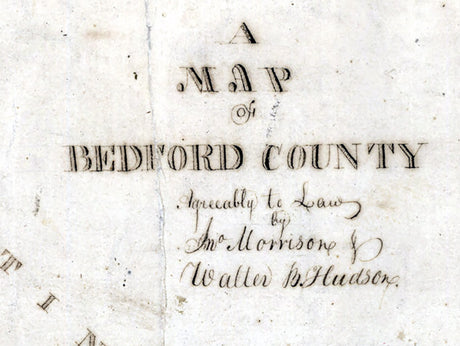 A
MAP
OF
BEDFORD COUNTY
Agreeably to Law
by
Jno Morrison &
Walter B. Hudson.
T I N